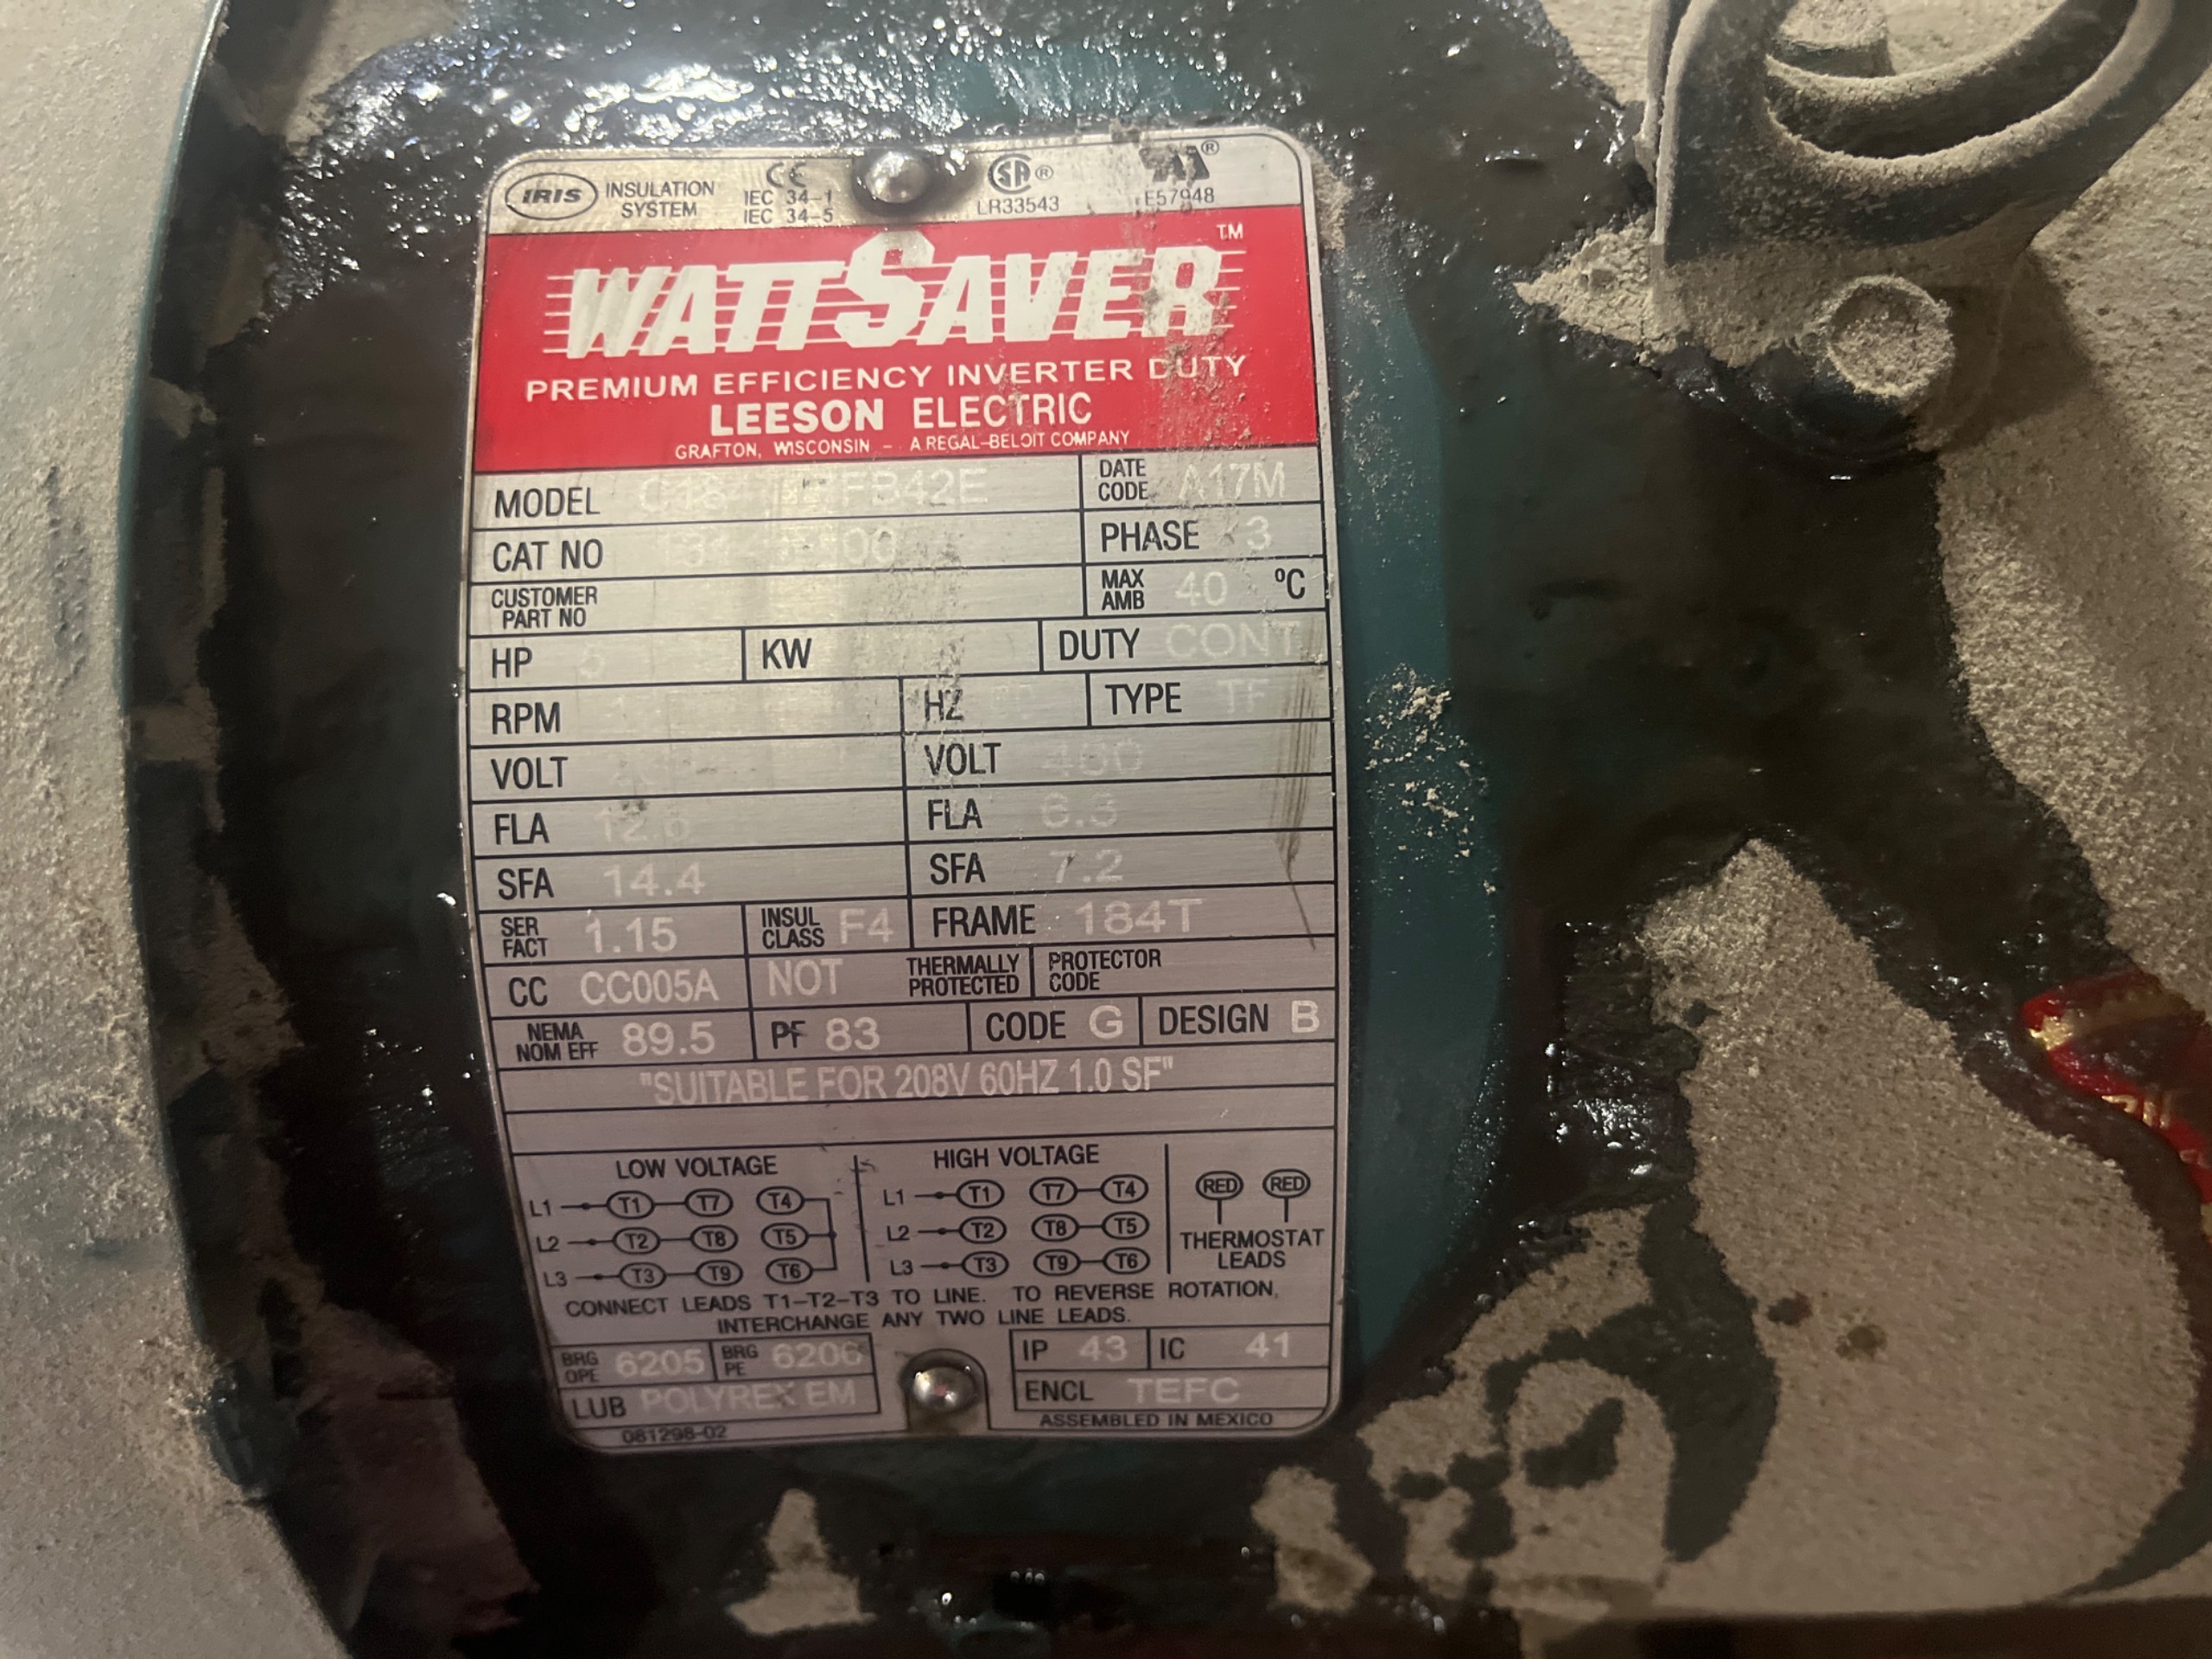 IRIS INSULATION SYSTEM
CE IEC 34-1 IEC 34-5
SA® LR33543
® E57948
WATTSAVER™
PREMIUM EFFICIENCY INVERTER DUTY
LEESON ELECTRIC
GRAFTON, WISCONSIN - A REGAL-BELOIT COMPANY
MODEL DATE CODE A17M
CAT NO PHASE 3
CUSTOMER PART NO MAX AMB 40 °C
HP 5 KW DUTY CONT
RPM HZ TYPE TF
VOLT VOLT
FLA 12.6 FLA 6.3
SFA 14.4 SFA 7.2
SER FACT 1.15 INSUL CLASS F4 FRAME 184T
CC CC005A NOT THERMALLY PROTECTED PROTECTOR CODE
NEMA NOM EFF 89.5 PF 83 CODE G DESIGN B
"SUITABLE FOR 208V 60HZ 1.0 SF"
LOW VOLTAGE HIGH VOLTAGE
L1 T1 T7 T4 L1 T1 T7 T4 RED RED
L2 T2 T8 T5 L2 T2 T8 T5 THERMOSTAT
L3 T3 T9 T6 L3 T3 T9 T6 LEADS
CONNECT LEADS T1-T2-T3 TO LINE. TO REVERSE ROTATION,
INTERCHANGE ANY TWO LINE LEADS.
BRG OPE 6205 BRG PE 6206 IP 43 IC 41
LUB POLYREX EM ENCL TEFC
081298-02 ASSEMBLED IN MEXICO